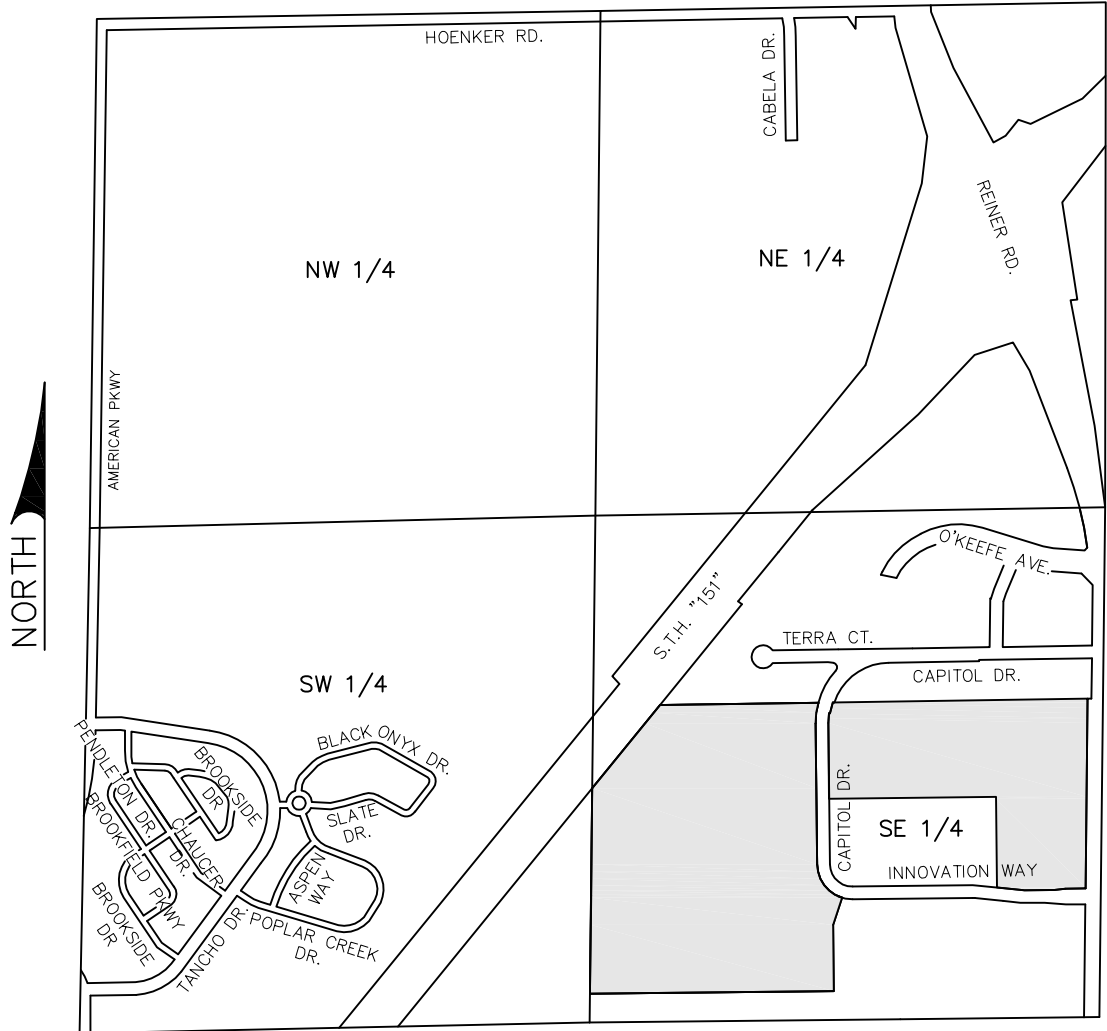 HOENKER RD.
CABELA DR.
REINER RD.
NW 1/4
NE 1/4
AMERICAN PKWY
NORTH
O'KEEFE AVE.
S.T.H. "151"
TERRA CT.
CAPITOL DR.
SW 1/4
BLACK ONYX DR.
PENDLETON DR.
BROOKSIDE
DR
SLATE
DR.
BROOKFIELD PKWY
CHAUCER
DR.
CAPITOL DR.
SE 1/4
INNOVATION WAY
ASPEN
WAY
BROOKSIDE
DR
TANCHO DR.
POPLAR CREEK
DR.